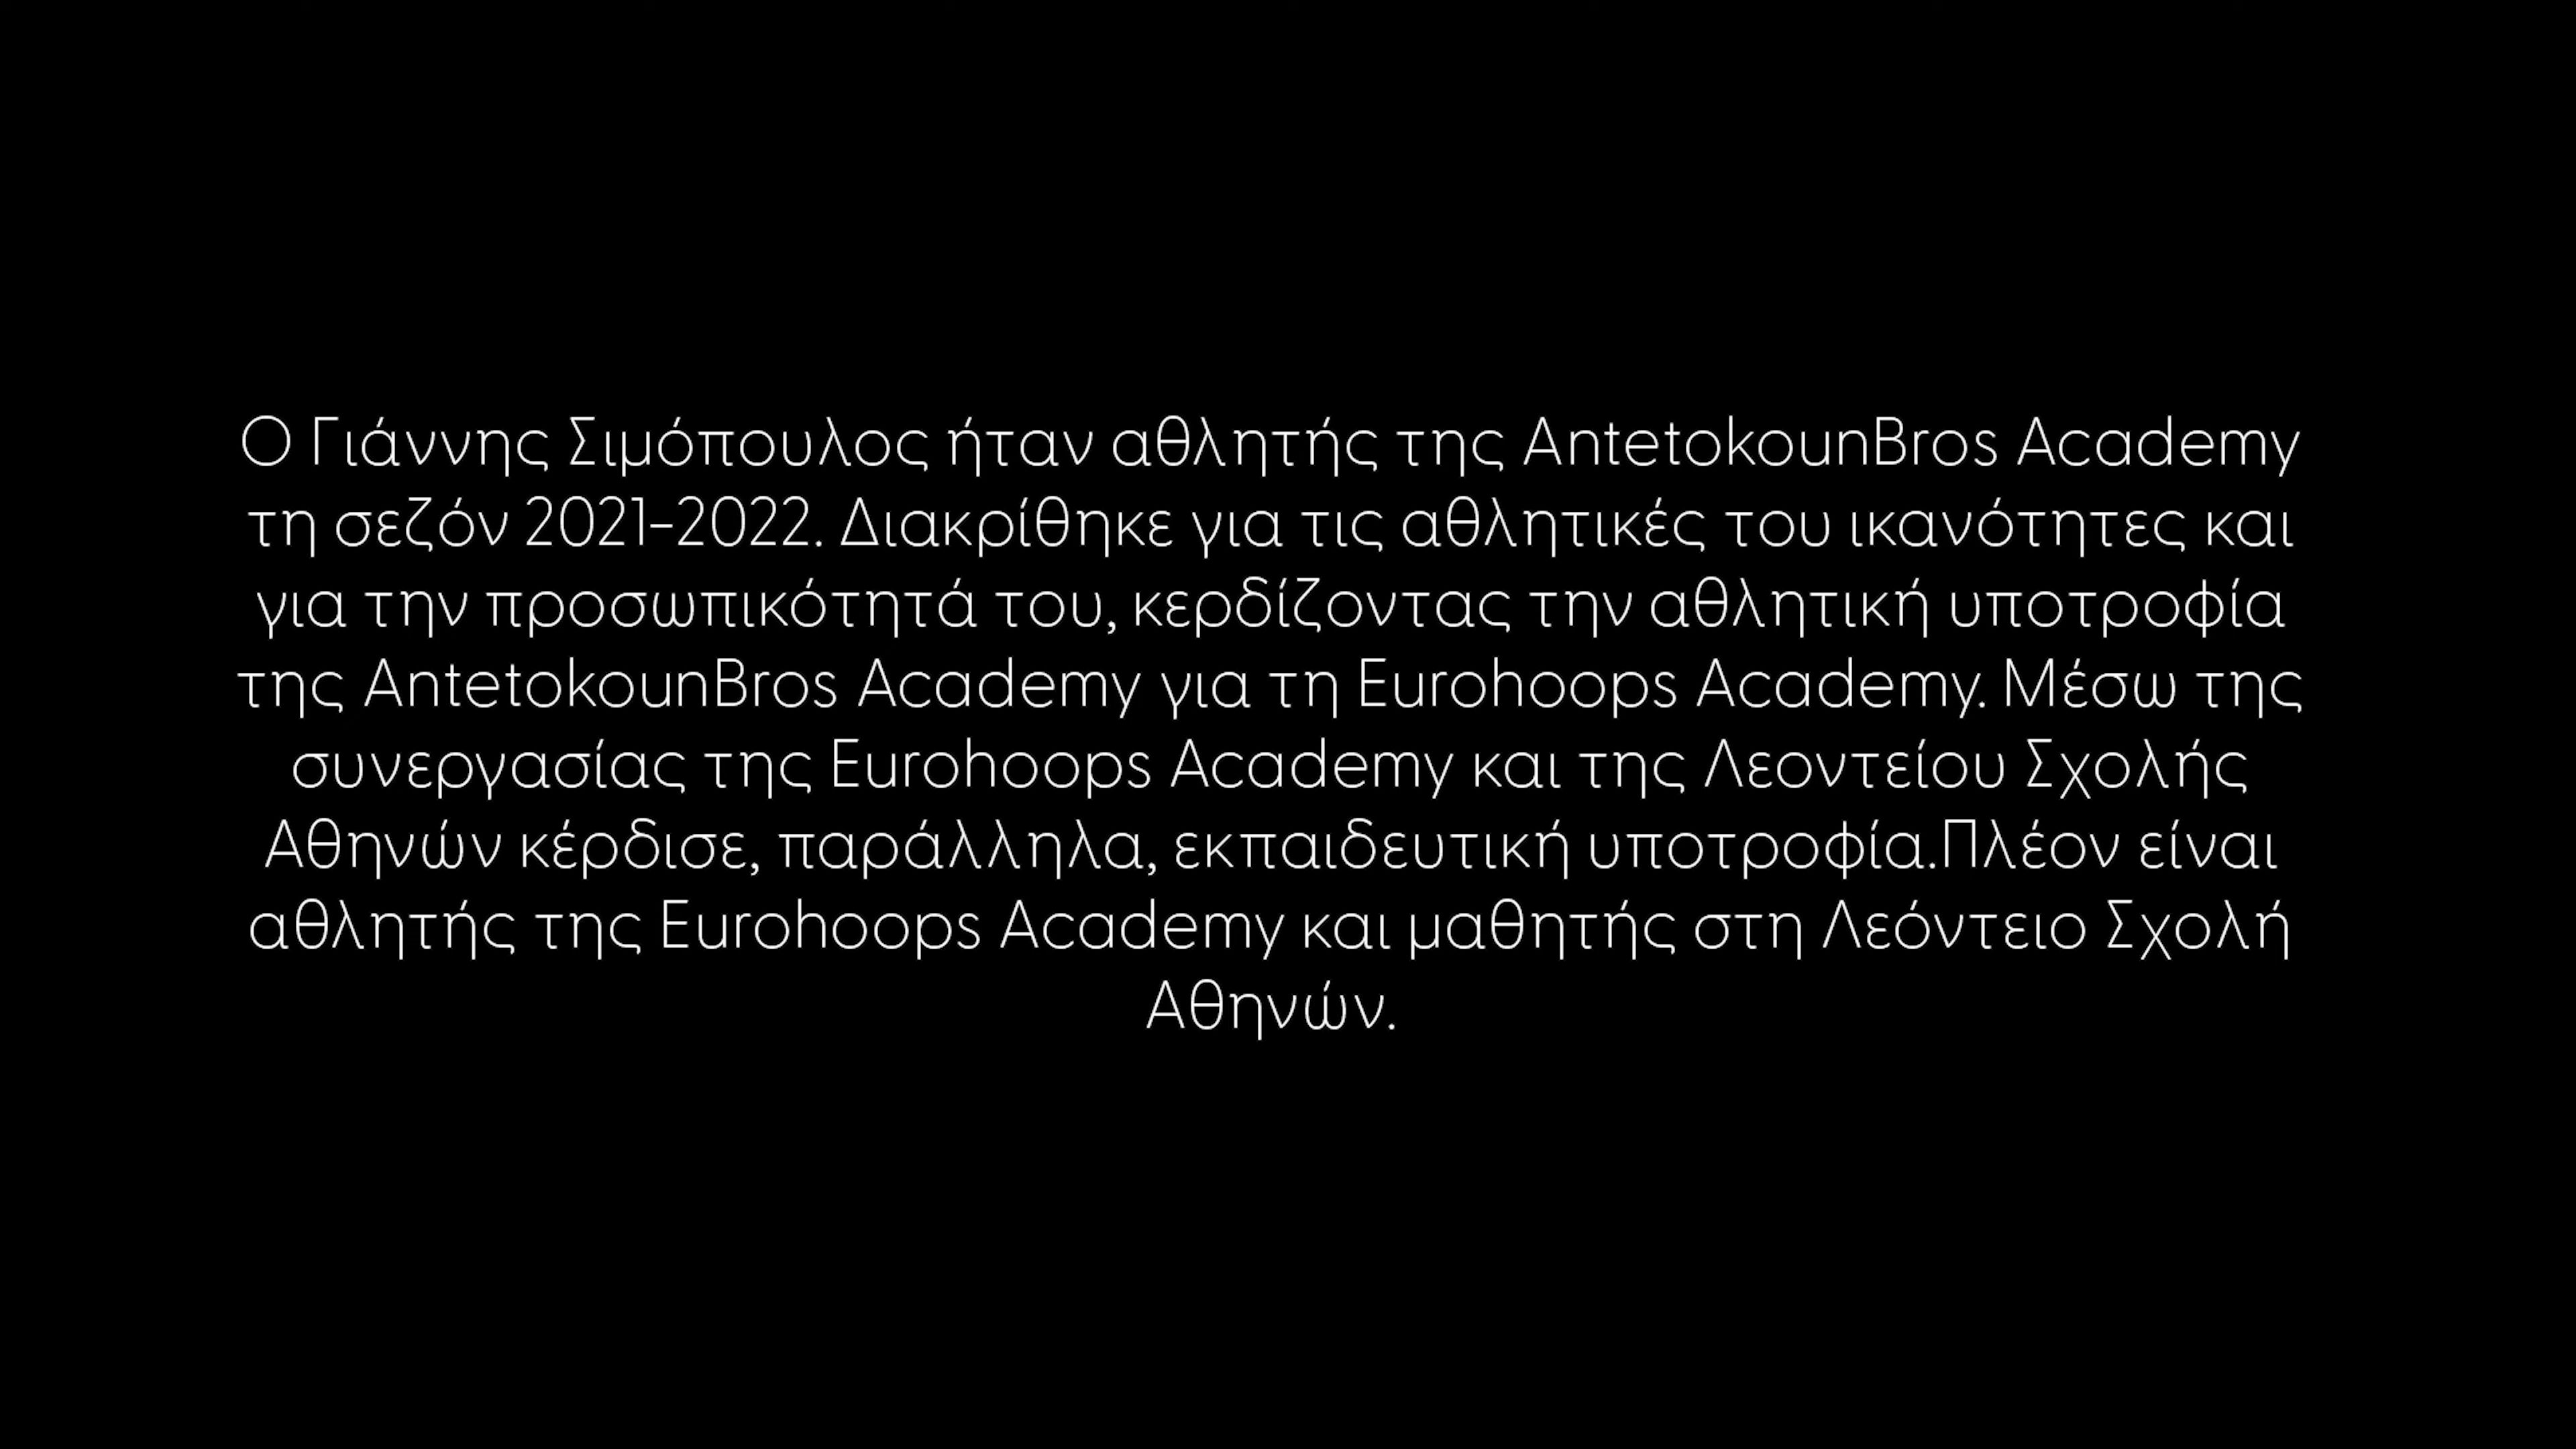 Ο Γιάννης Σιμόπουλος ήταν αθλητής της AntetokounBros Academy
τη σεζόν 2021-2022. Διακρίθηκε για τις αθλητικές του ικανότητες και
για την προσωπικότητά του, κερδίζοντας την αθλητική υποτροφία
της AntetokounBros Academy για τη Eurohoops Academy. Μέσω της
συνεργασίας της Eurohoops Academy και της Λεοντείου Σχολής
Αθηνών κέρδισε, παράλληλα, εκπαιδευτική υποτροφία.Πλέον είναι
αθλητής της Eurohoops Academy και μαθητής στη Λεόντειο Σχολή
Αθηνών.